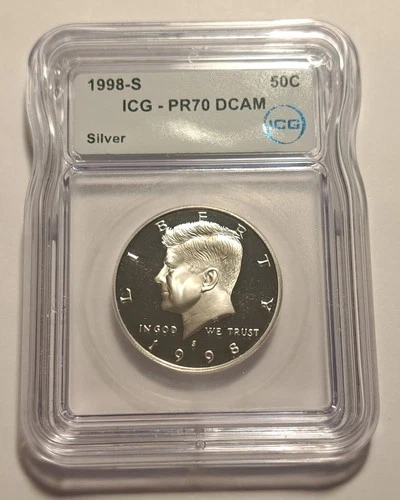 1998-S 50C
ICG - PR70 DCAM
ICG
Silver
LIBERTY
IN GOD WE TRUST
S
1998